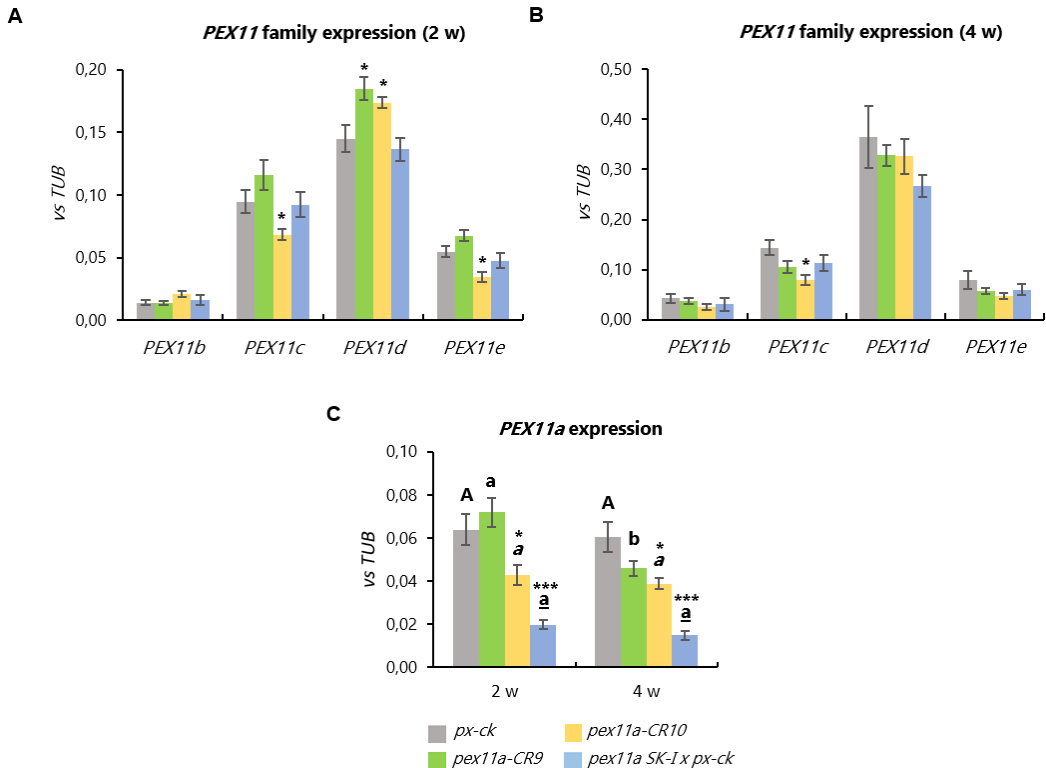 A
PEX11 family expression (2 w)
0,20
0,15
0,10
0,05
0,00
vs TUB
*
*
*
*
PEX11b PEX11c PEX11d PEX11e
B
PEX11 family expression (4 w)
0,50
0,40
0,30
0,20
0,10
0,00
vs TUB
*
PEX11b PEX11c PEX11d PEX11e
C
PEX11a expression
0,10
0,08
0,06
0,04
0,02
0,00
vs TUB
A
a
*
a
***
a
A
b
*
a
***
a
2 w 4 w
px-ck
pex11a-CR10
pex11a-CR9
pex11a SK-I x px-ck